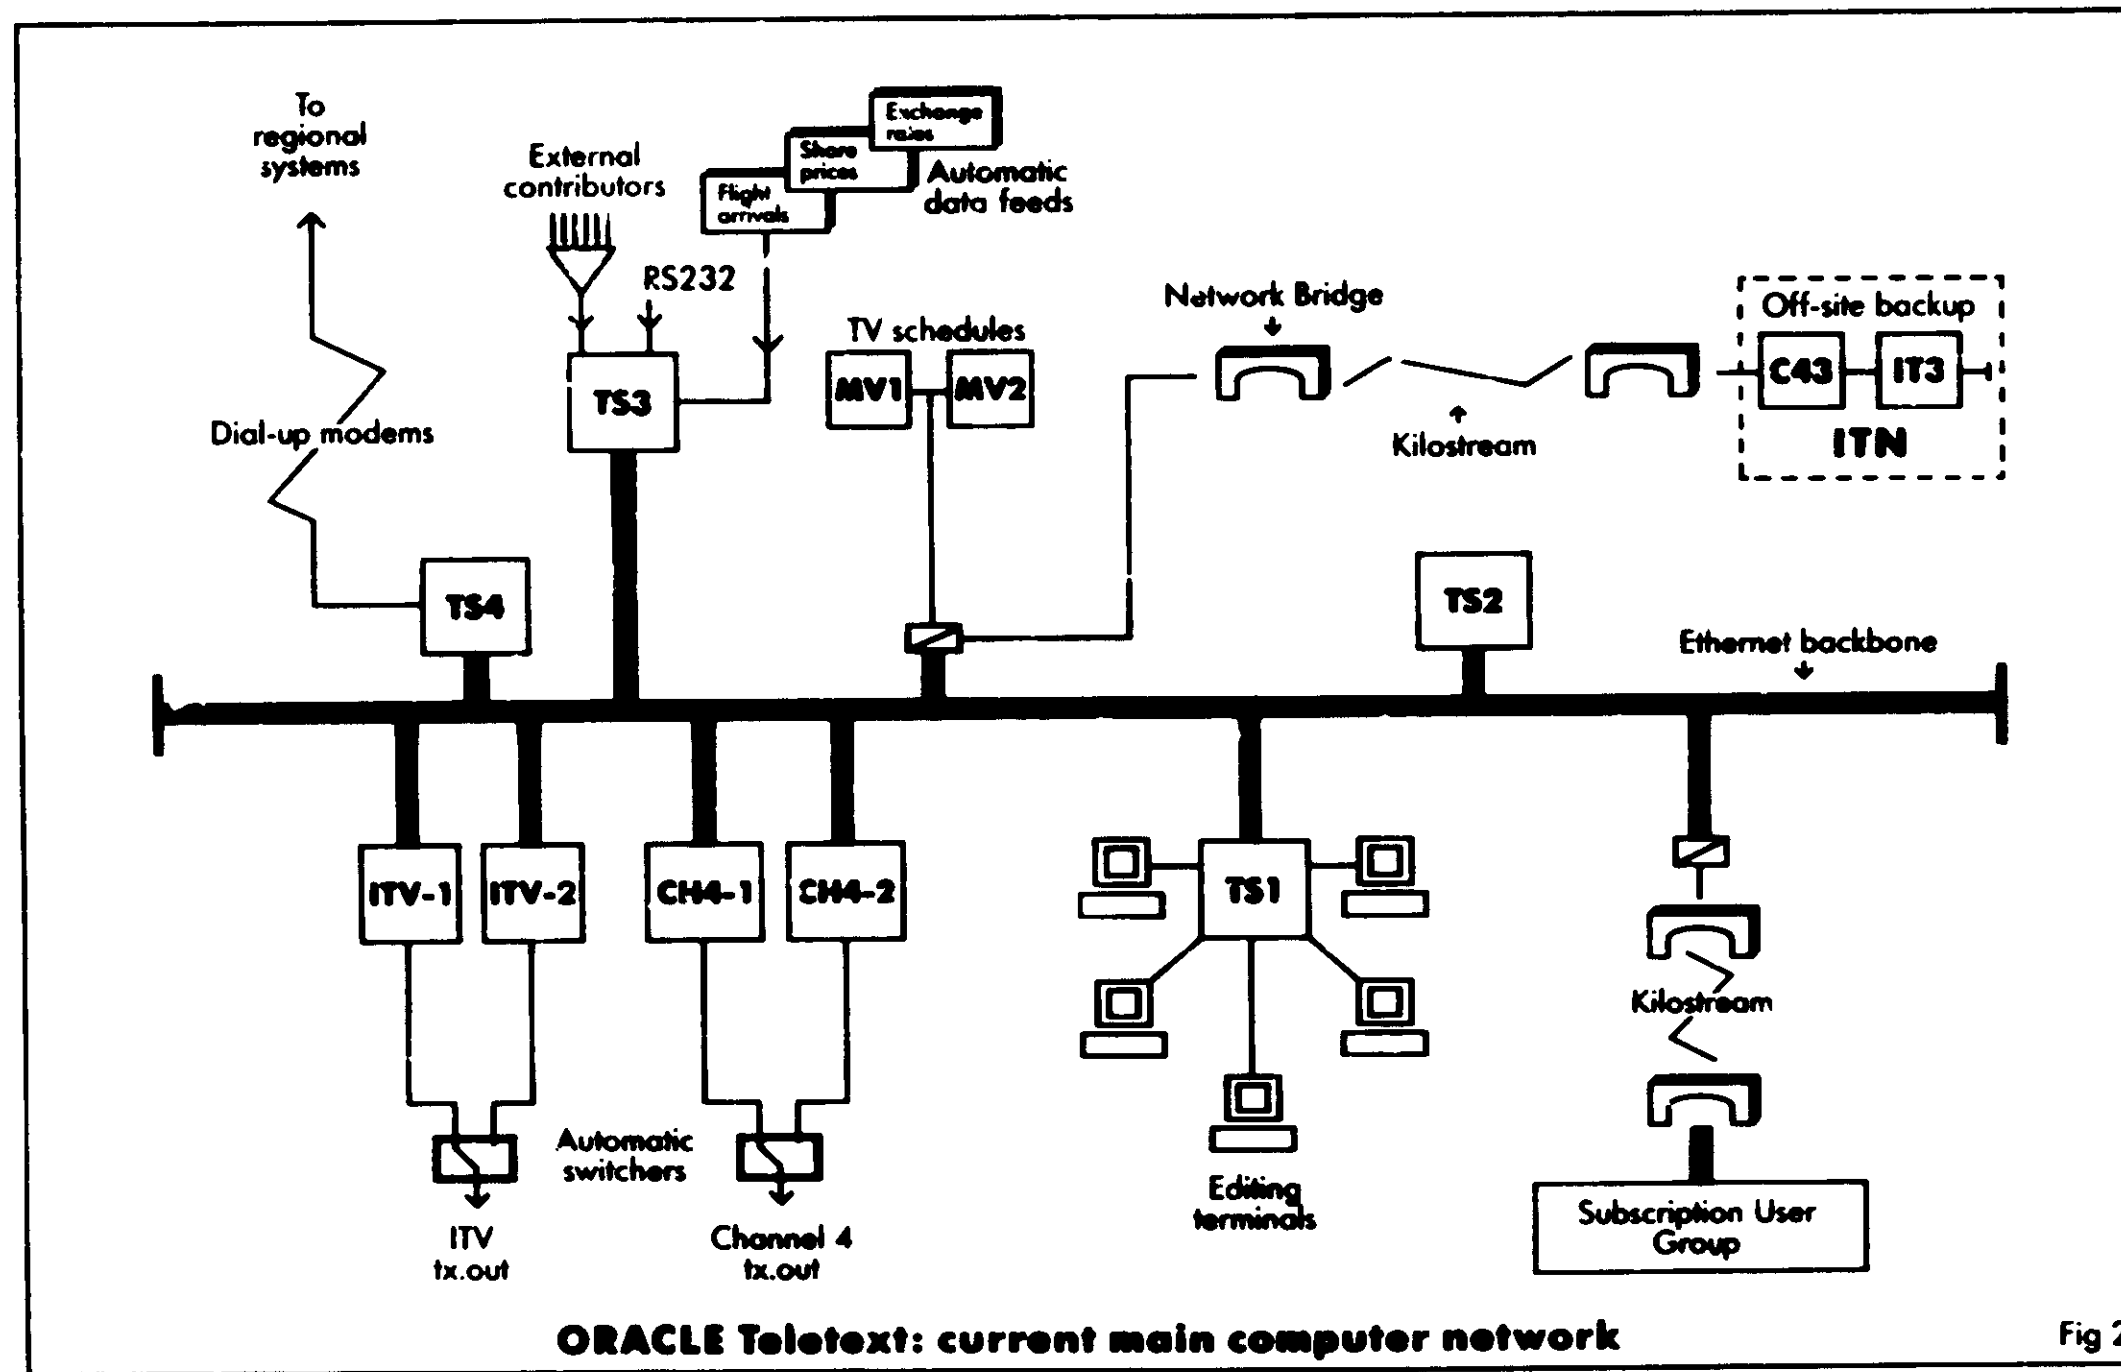 To
regional
systems
External
contributors
Exchange
rates
Share
prices
Flight
arrivals
Automatic
data feeds
RS232
TV schedules
Network Bridge
Off-site backup
TS3
MV1
MV2
C43
IT3
ITN
Dial-up modems
Kilostream
TS4
TS2
Ethernet backbone
ITV-1
ITV-2
CH4-1
CH4-2
TS1
Kilostream
Automatic
switchers
ITV
tx.out
Channel 4
tx.out
Editing
terminals
Subscription User
Group
ORACLE Teletext: current main computer network
Fig 2